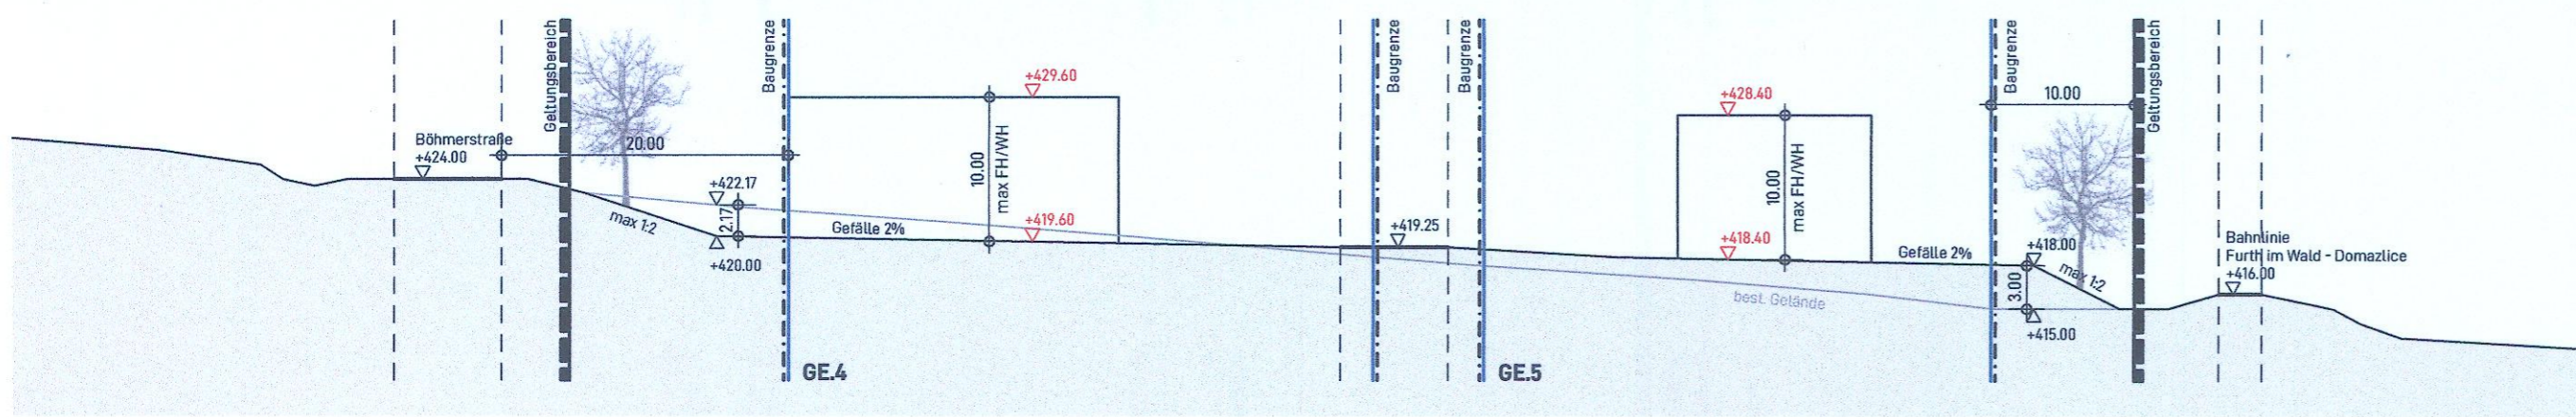 Böhmerstraße
+424.00
Geltungsbereich
20.00
max 1:2
+422.17
2.17
+420.00
Baugrenze
GE.4
Gefälle 2%
+429.60
10.00
max FH/WH
+419.60
Baugrenze
+419.25
Baugrenze
GE.5
+428.40
10.00
max FH/WH
+418.40
best. Gelände
Gefälle 2%
Baugrenze
10.00
+418.00
3.00
max 1:2
+415.00
Geltungsbereich
Bahnlinie
Furth im Wald - Domazlice
+416.00